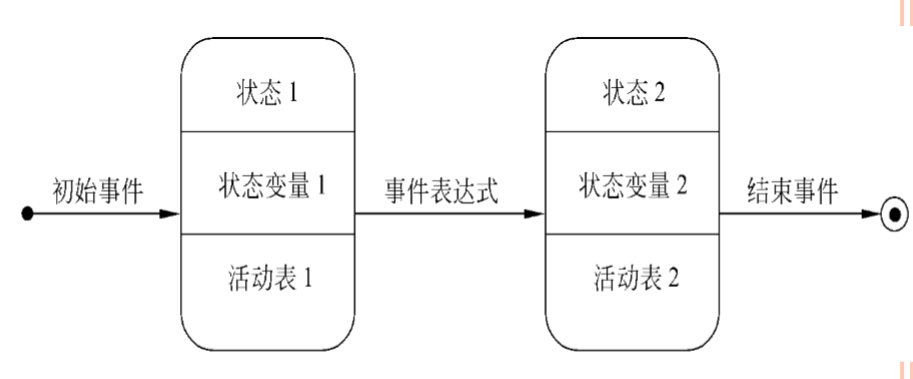 状态 1
状态 2
初始事件
状态变量 1
事件表达式
状态变量 2
结束事件
活动表 1
活动表 2